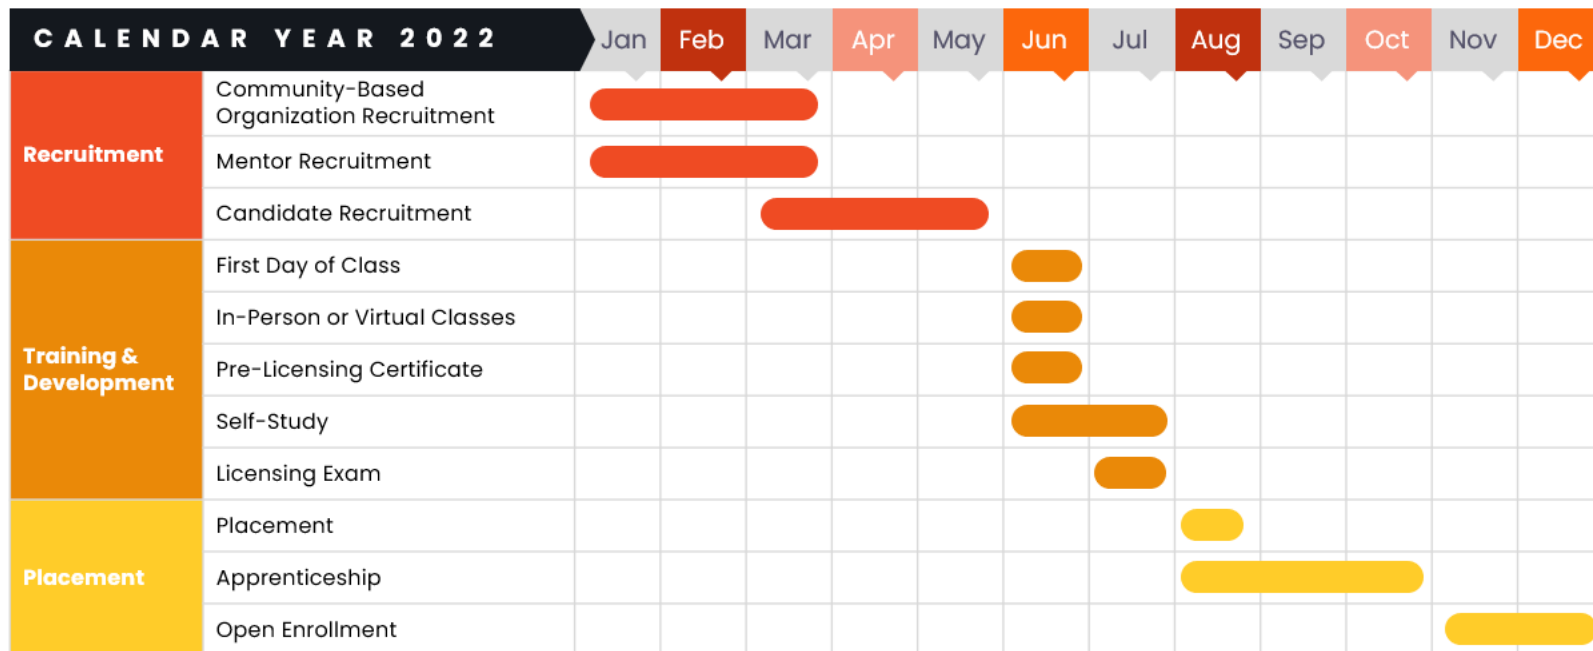 CALENDAR YEAR 2022 Jan Feb Mar Apr May Jun Jul Aug Sep Oct Nov Dec
Recruitment
Community-Based
Organization Recruitment
Mentor Recruitment
Candidate Recruitment
Training &
Development
First Day of Class
In-Person or Virtual Classes
Pre-Licensing Certificate
Self-Study
Licensing Exam
Placement
Placement
Apprenticeship
Open Enrollment